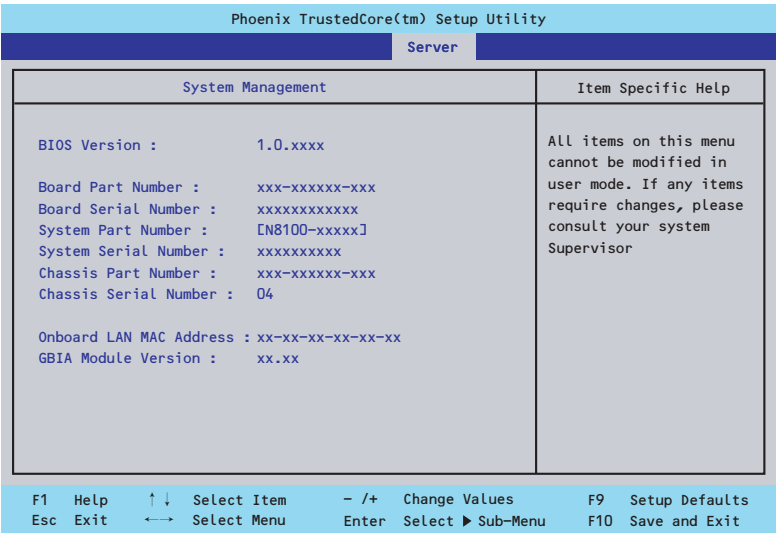 Phoenix TrustedCore(tm) Setup Utility
Server
System Management
Item Specific Help
BIOS Version : 1.0.xxxx
Board Part Number : xxx-xxxxxx-xxx
Board Serial Number : xxxxxxxxxxxx
System Part Number : [N8100-xxxxx]
System Serial Number : xxxxxxxxxx
Chassis Part Number : xxx-xxxxxx-xxx
Chassis Serial Number : 04
Onboard LAN MAC Address : xx-xx-xx-xx-xx-xx
GBIA Module Version : xx.xx
All items on this menu
cannot be modified in
user mode. If any items
require changes, please
consult your system
Supervisor
F1 Help ↑↓ Select Item - /+ Change Values F9 Setup Defaults
Esc Exit ←→ Select Menu Enter Select ▶ Sub-Menu F10 Save and Exit